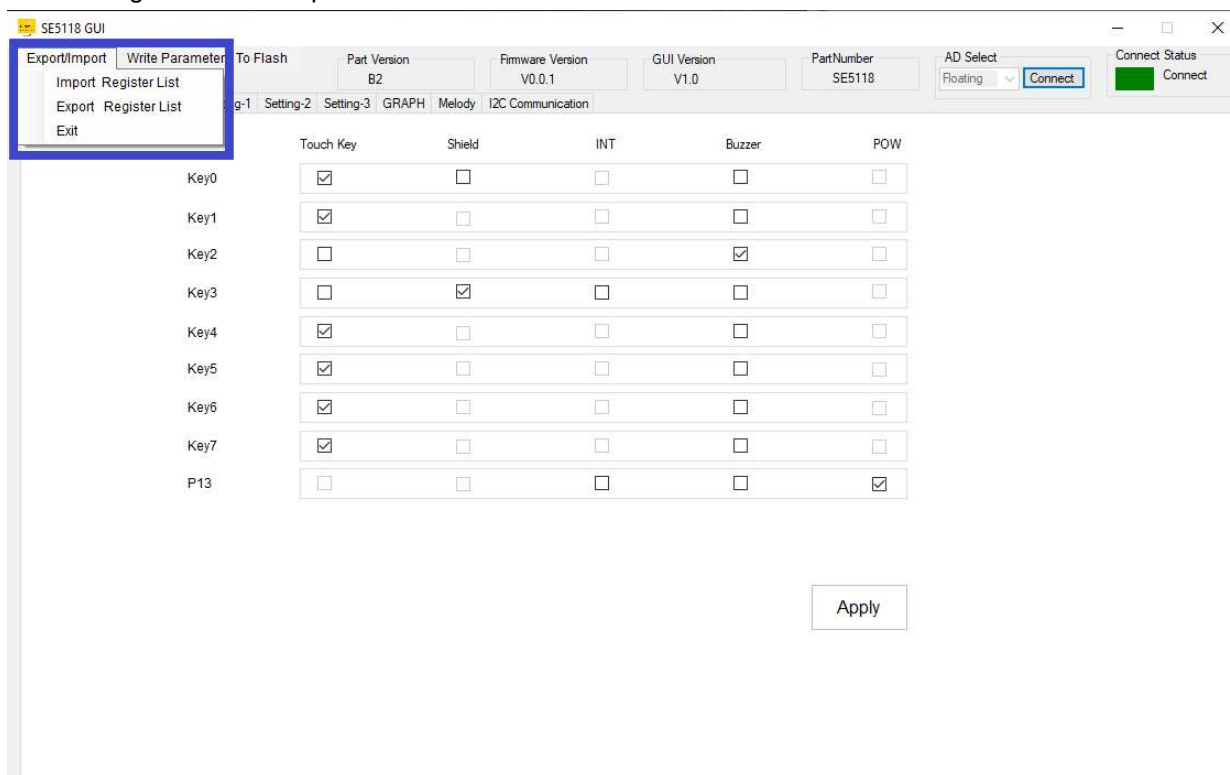 SE5118 GUI
Export/Import Write Parameter To Flash
Part Version
B2
Firmware Version
V0.0.1
GUI Version
V1.0
PartNumber
SE5118
AD Select
Floating Connect
Connect Status
Connect
Import Register List
Export Register List
Exit
Setting-2 Setting-3 GRAPH Melody I2C Communication
Touch Key Shield INT Buzzer POW
Key0
Key1
Key2
Key3
Key4
Key5
Key6
Key7
P13
Apply